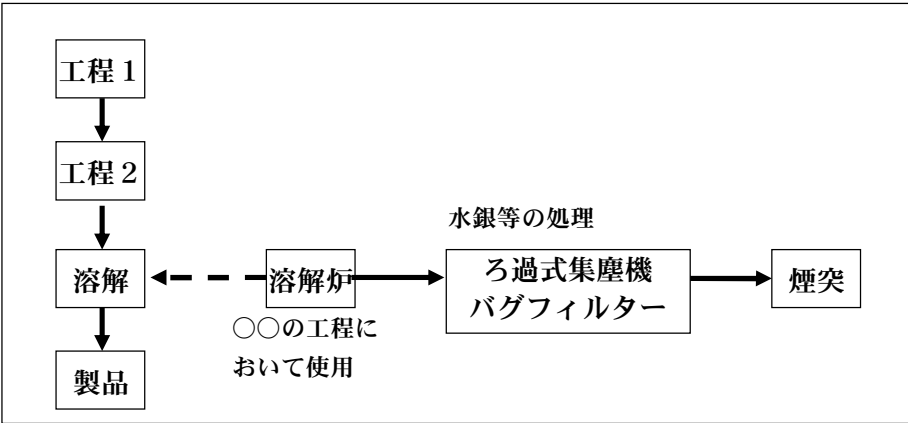 工程１
工程２
水銀等の処理
溶解
溶解炉
ろ過式集塵機
バグフィルター
煙突
○○の工程に
おいて使用
製品